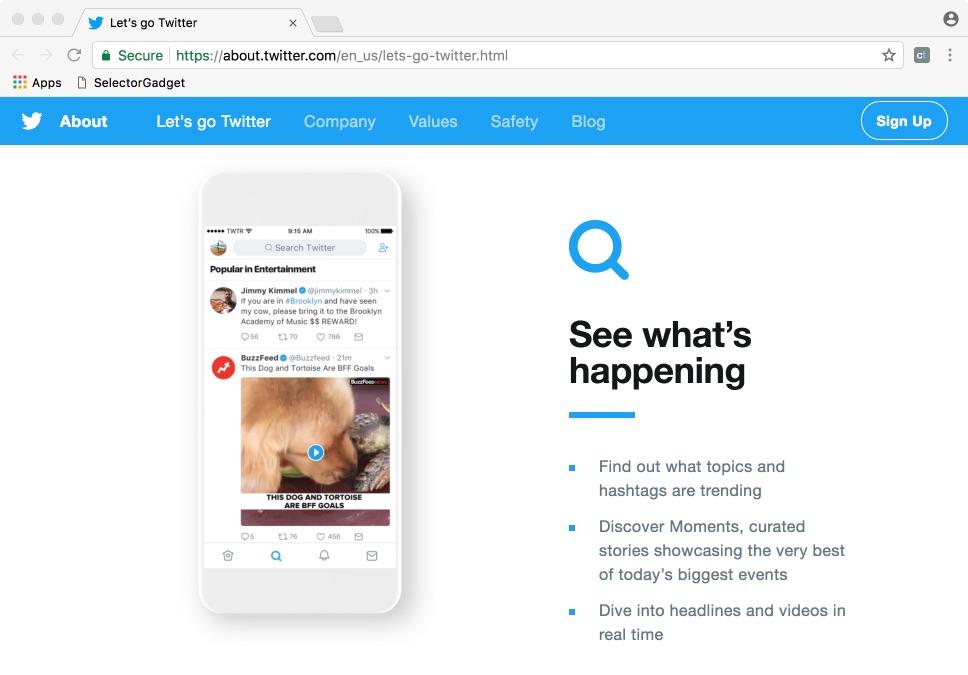 Let's go Twitter
Secure https://about.twitter.com/en_us/lets-go-twitter.html
Apps SelectorGadget
About Let's go Twitter Company Values Safety Blog Sign Up
TWTR 9:15 AM 100%
Search Twitter
Popular in Entertainment
Jimmy Kimmel @jimmykimmel · 3h
If you are in #Brooklyn and have seen
my cow, please bring it to the Brooklyn
Academy of Music $$ REWARD!
56 70 786
BuzzFeed @Buzzfeed · 21m
This Dog and Tortoise Are BFF Goals
BuzzFeedNEWS
THIS DOG AND TORTOISE
ARE BFF GOALS
5 76 456
See what's
happening
Find out what topics and
hashtags are trending
Discover Moments, curated
stories showcasing the very best
of today's biggest events
Dive into headlines and videos in
real time